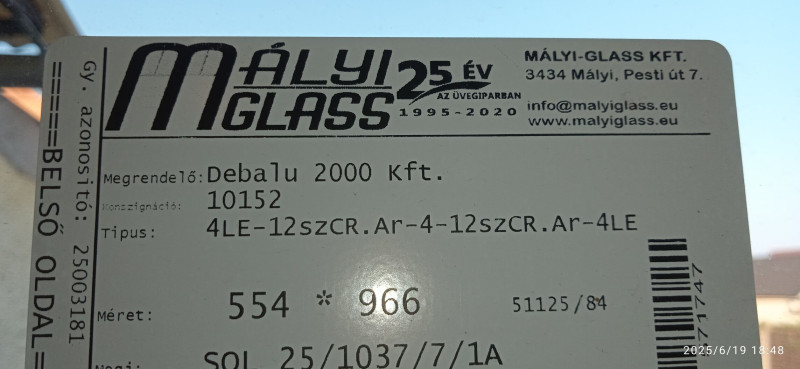 MÁLYI GLASS
25 ÉV
AZ ÜVEGIPARBAN
1995-2020
MÁLYI-GLASS KFT.
3434 Mályi, Pesti út 7.
info@malyiglass.eu
www.malyiglass.eu
Megrendelő: Debalu 2000 Kft.
Konszignáció: 10152
Tipus: 4LE-12szCR.Ar-4-12szCR.Ar-4LE
Méret: 554 * 966
51125/84
SOL 25/1037/7/1A
Gy. azonosító: 25003181
=====BELSŐ OLDAL=
71747
2025/6/19 18:48